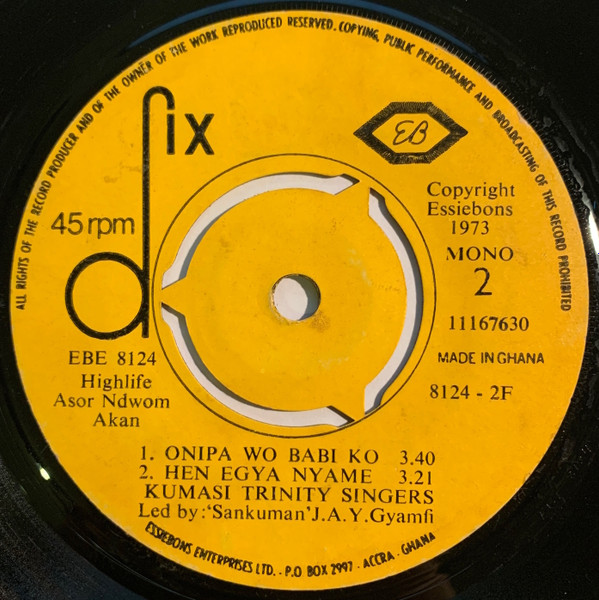 ALL RIGHTS OF THE RECORD PRODUCER AND OF THE OWNER OF THE WORK REPRODUCED RESERVED. COPYING, PUBLIC PERFORMANCE AND BROADCASTING OF THIS RECORD PROHIBITED
dix
EB
45 rpm
Copyright
Essiebons
1973
MONO
2
11167630
MADE IN GHANA
8124 - 2F
EBE 8124
Highlife
Asor Ndwom
Akan
1. ONIPA WO BABI KO 3.40
2. HEN EGYA NYAME 3.21
KUMASI TRINITY SINGERS
Led by:'Sankuman'J.A.Y.Gyamfi
ESSIEBONS ENTERPRISES LTD. - P.O BOX 2997 - ACCRA - GHANA